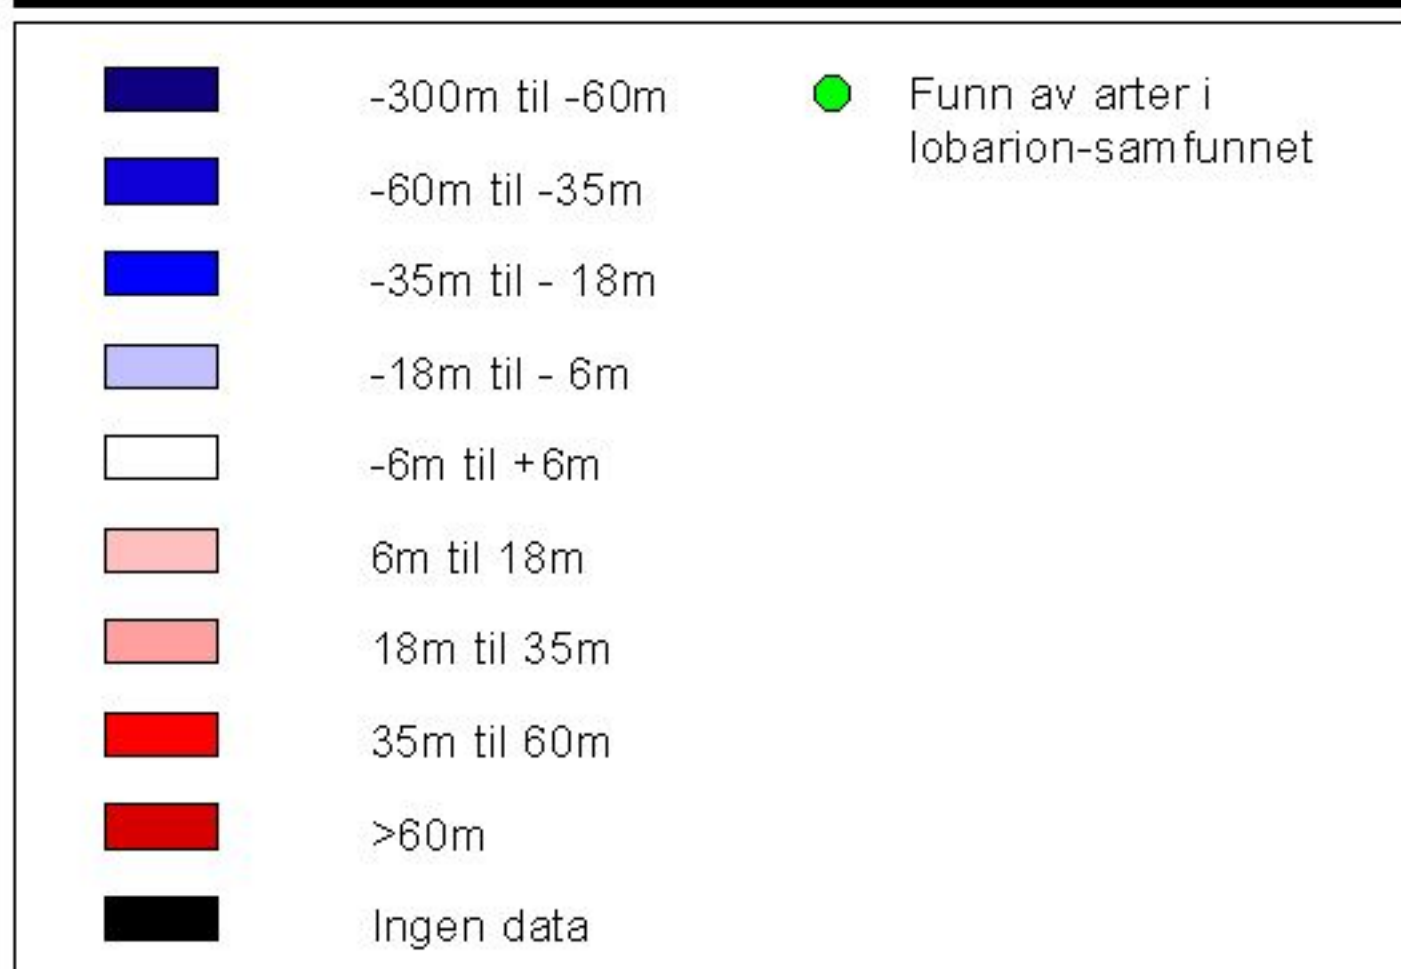 -300m til -60m
-60m til -35m
-35m til - 18m
-18m til - 6m
-6m til +6m
6m til 18m
18m til 35m
35m til 60m
>60m
Ingen data
Funn av arter i
lobarion-samfunnet